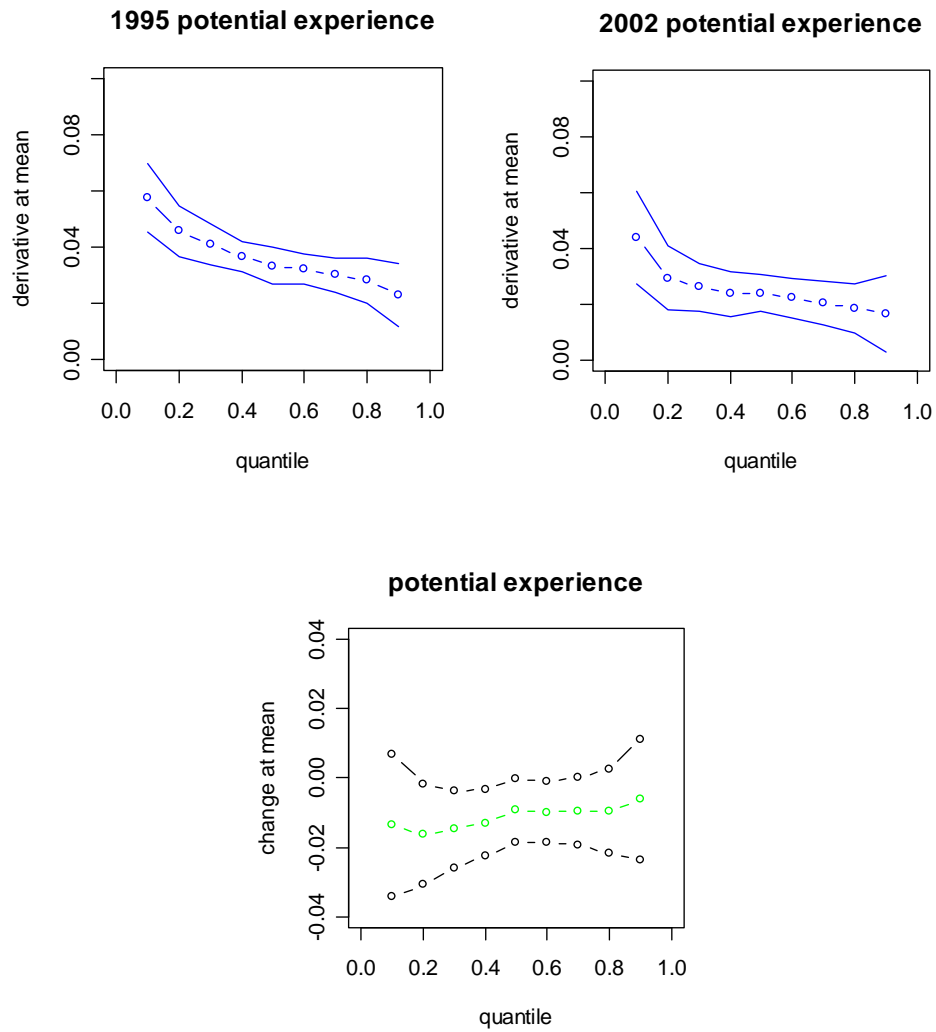 1995 potential experience
derivative at mean
0.00 0.04 0.08
0.0 0.2 0.4 0.6 0.8 1.0
quantile
2002 potential experience
derivative at mean
0.00 0.04 0.08
0.0 0.2 0.4 0.6 0.8 1.0
quantile
potential experience
change at mean
-0.04 -0.02 0.00 0.02 0.04
0.0 0.2 0.4 0.6 0.8 1.0
quantile